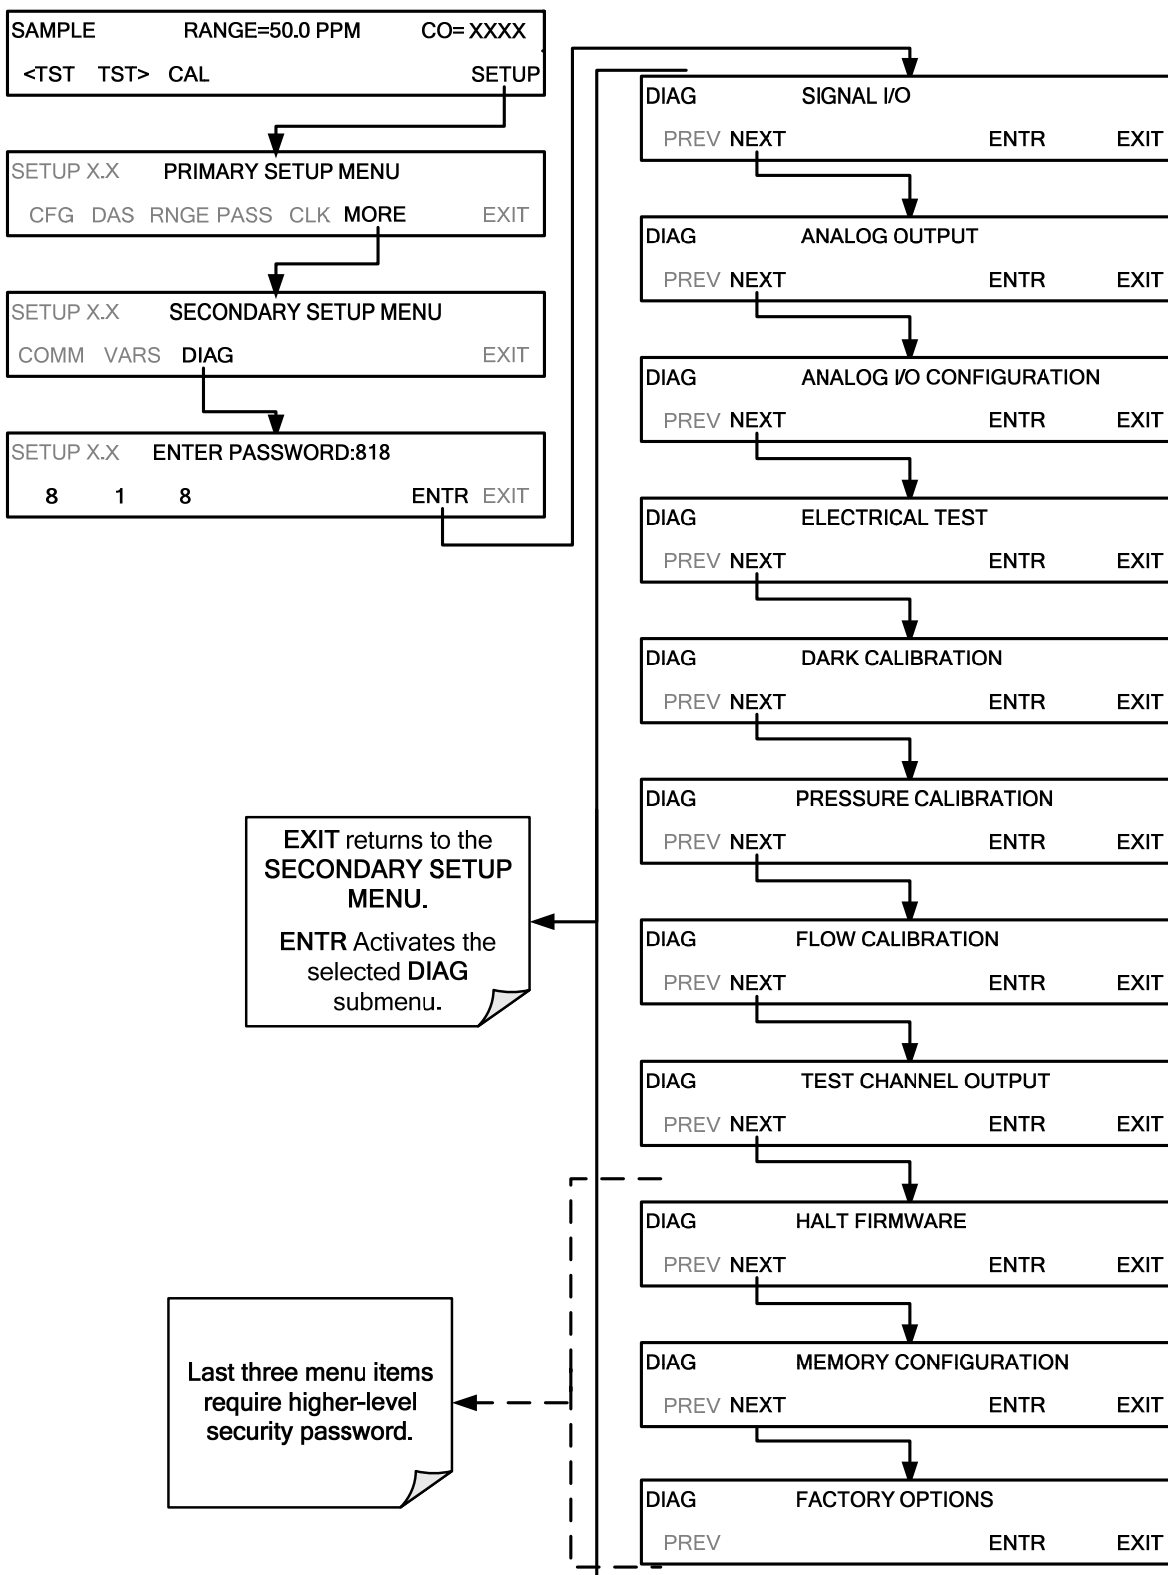 SAMPLE RANGE=50.0 PPM CO= XXXX
<TST TST> CAL SETUP
SETUP X.X PRIMARY SETUP MENU
CFG DAS RNGE PASS CLK MORE EXIT
SETUP X.X SECONDARY SETUP MENU
COMM VARS DIAG EXIT
SETUP X.X ENTER PASSWORD:818
8 1 8 ENTR EXIT
DIAG SIGNAL I/O
PREV NEXT ENTR EXIT
DIAG ANALOG OUTPUT
PREV NEXT ENTR EXIT
DIAG ANALOG I/O CONFIGURATION
PREV NEXT ENTR EXIT
DIAG ELECTRICAL TEST
PREV NEXT ENTR EXIT
DIAG DARK CALIBRATION
PREV NEXT ENTR EXIT
DIAG PRESSURE CALIBRATION
PREV NEXT ENTR EXIT
DIAG FLOW CALIBRATION
PREV NEXT ENTR EXIT
DIAG TEST CHANNEL OUTPUT
PREV NEXT ENTR EXIT
DIAG HALT FIRMWARE
PREV NEXT ENTR EXIT
DIAG MEMORY CONFIGURATION
PREV NEXT ENTR EXIT
DIAG FACTORY OPTIONS
PREV ENTR EXIT
EXIT returns to the
SECONDARY SETUP
MENU.
ENTR Activates the
selected DIAG
submenu.
Last three menu items
require higher-level
security password.